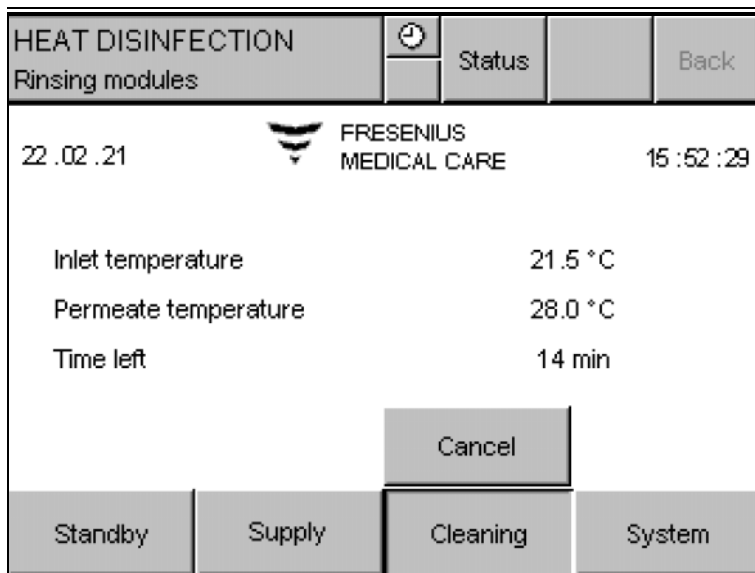 HEAT DISINFECTION
Rinsing modules
Status
Back
22.02.21
FRESENIUS
MEDICAL CARE
15:52:29
Inlet temperature 21.5 °C
Permeate temperature 28.0 °C
Time left 14 min
Cancel
Standby Supply Cleaning System